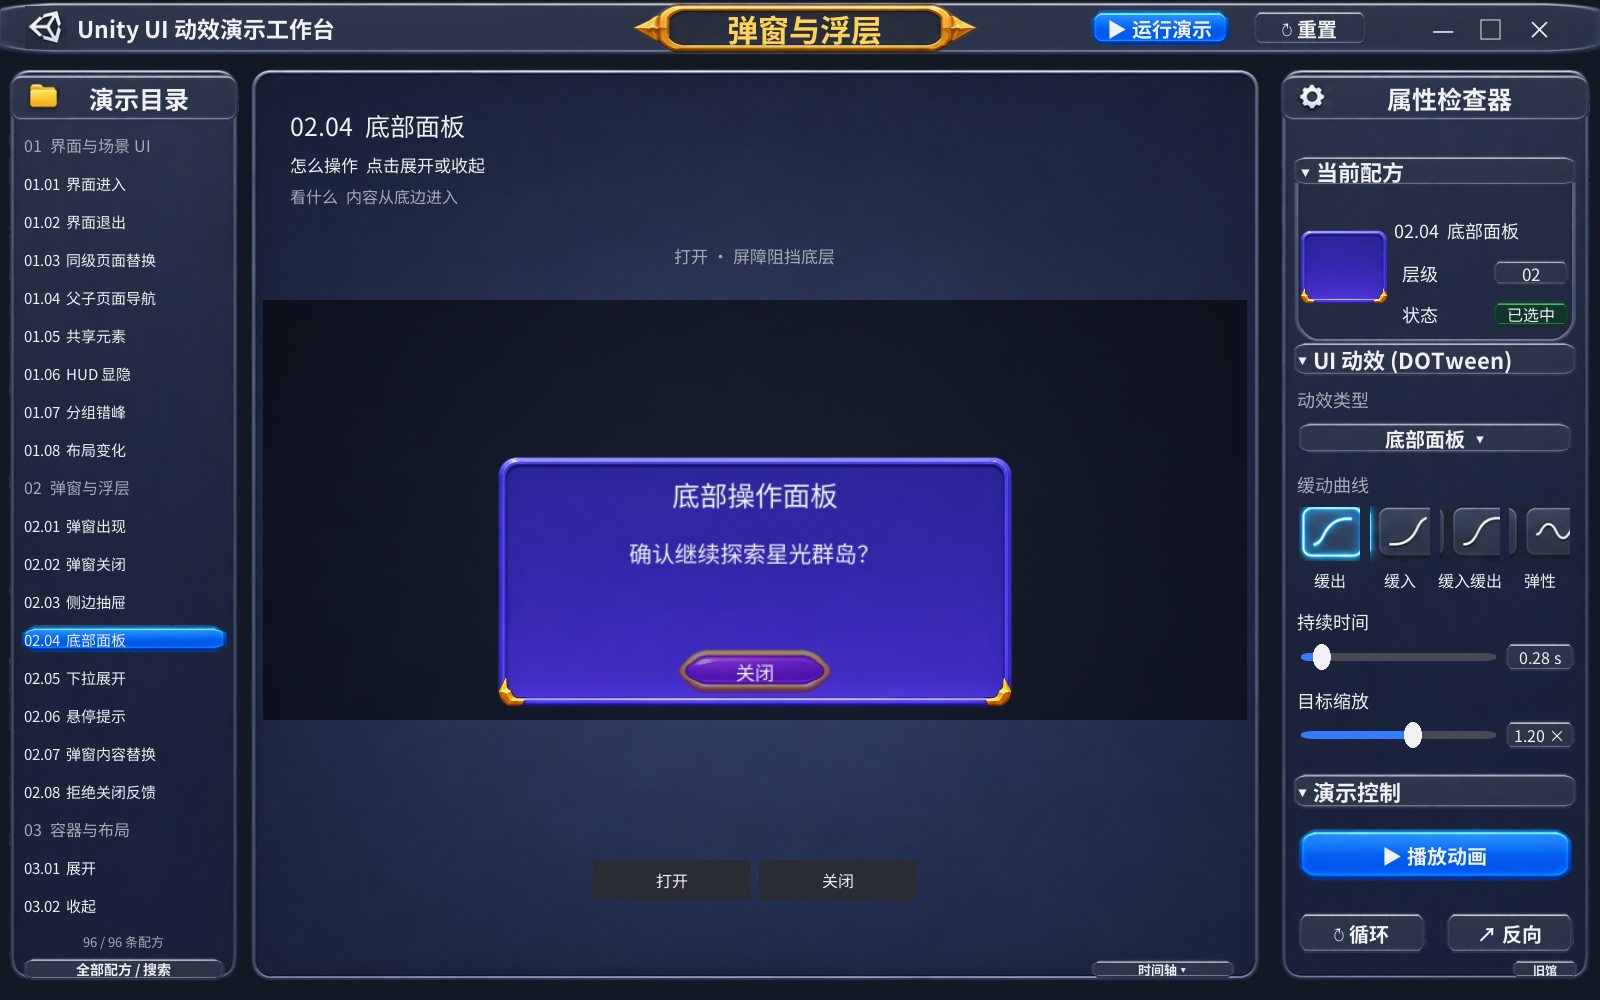 Unity UI 动效演示工作台
弹窗与浮层
▶ 运行演示
重置
演示目录
01 界面与场景 UI
01.01 界面进入
01.02 界面退出
01.03 同级页面替换
01.04 父子页面导航
01.05 共享元素
01.06 HUD 显隐
01.07 分组错峰
01.08 布局变化
02 弹窗与浮层
02.01 弹窗出现
02.02 弹窗关闭
02.03 侧边抽屉
02.04 底部面板
02.05 下拉展开
02.06 悬停提示
02.07 弹窗内容替换
02.08 拒绝关闭反馈
03 容器与布局
03.01 展开
03.02 收起
96 / 96 条配方
全部配方 / 搜索
02.04 底部面板
怎么操作 点击展开或收起
看什么 内容从底边进入
打开 · 屏障阻挡底层
底部操作面板
确认继续探索星光群岛?
关闭
打开
关闭
时间轴 ▾
属性检查器
▾ 当前配方
02.04 底部面板
层级 02
状态 已选中
▾ UI 动效 (DOTween)
动效类型
底部面板 ▾
缓动曲线
缓出 缓入 缓入缓出 弹性
持续时间
0.28 s
目标缩放
1.20 ×
▾ 演示控制
▶ 播放动画
循环
↗ 反向
旧馆